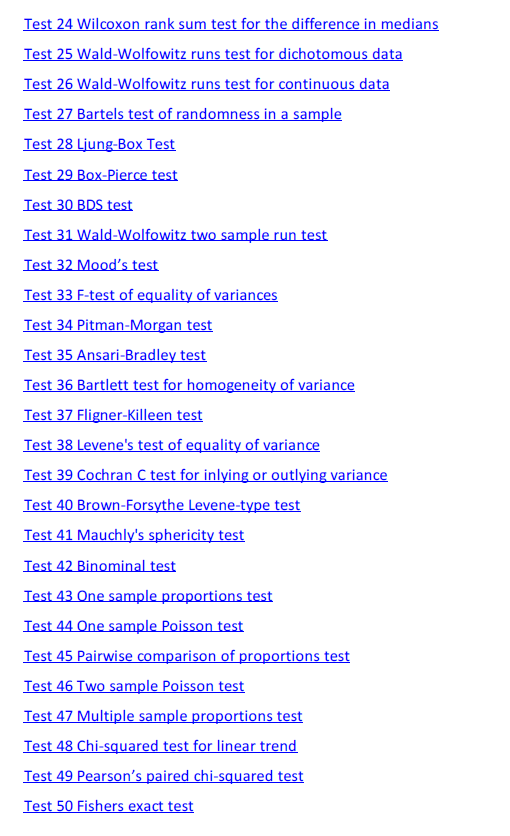 Test 24 Wilcoxon rank sum test for the difference in medians
Test 25 Wald-Wolfowitz runs test for dichotomous data
Test 26 Wald-Wolfowitz runs test for continuous data
Test 27 Bartels test of randomness in a sample
Test 28 Ljung-Box Test
Test 29 Box-Pierce test
Test 30 BDS test
Test 31 Wald-Wolfowitz two sample run test
Test 32 Mood’s test
Test 33 F-test of equality of variances
Test 34 Pitman-Morgan test
Test 35 Ansari-Bradley test
Test 36 Bartlett test for homogeneity of variance
Test 37 Fligner-Killeen test
Test 38 Levene's test of equality of variance
Test 39 Cochran C test for inlying or outlying variance
Test 40 Brown-Forsythe Levene-type test
Test 41 Mauchly's sphericity test
Test 42 Binominal test
Test 43 One sample proportions test
Test 44 One sample Poisson test
Test 45 Pairwise comparison of proportions test
Test 46 Two sample Poisson test
Test 47 Multiple sample proportions test
Test 48 Chi-squared test for linear trend
Test 49 Pearson’s paired chi-squared test
Test 50 Fishers exact test